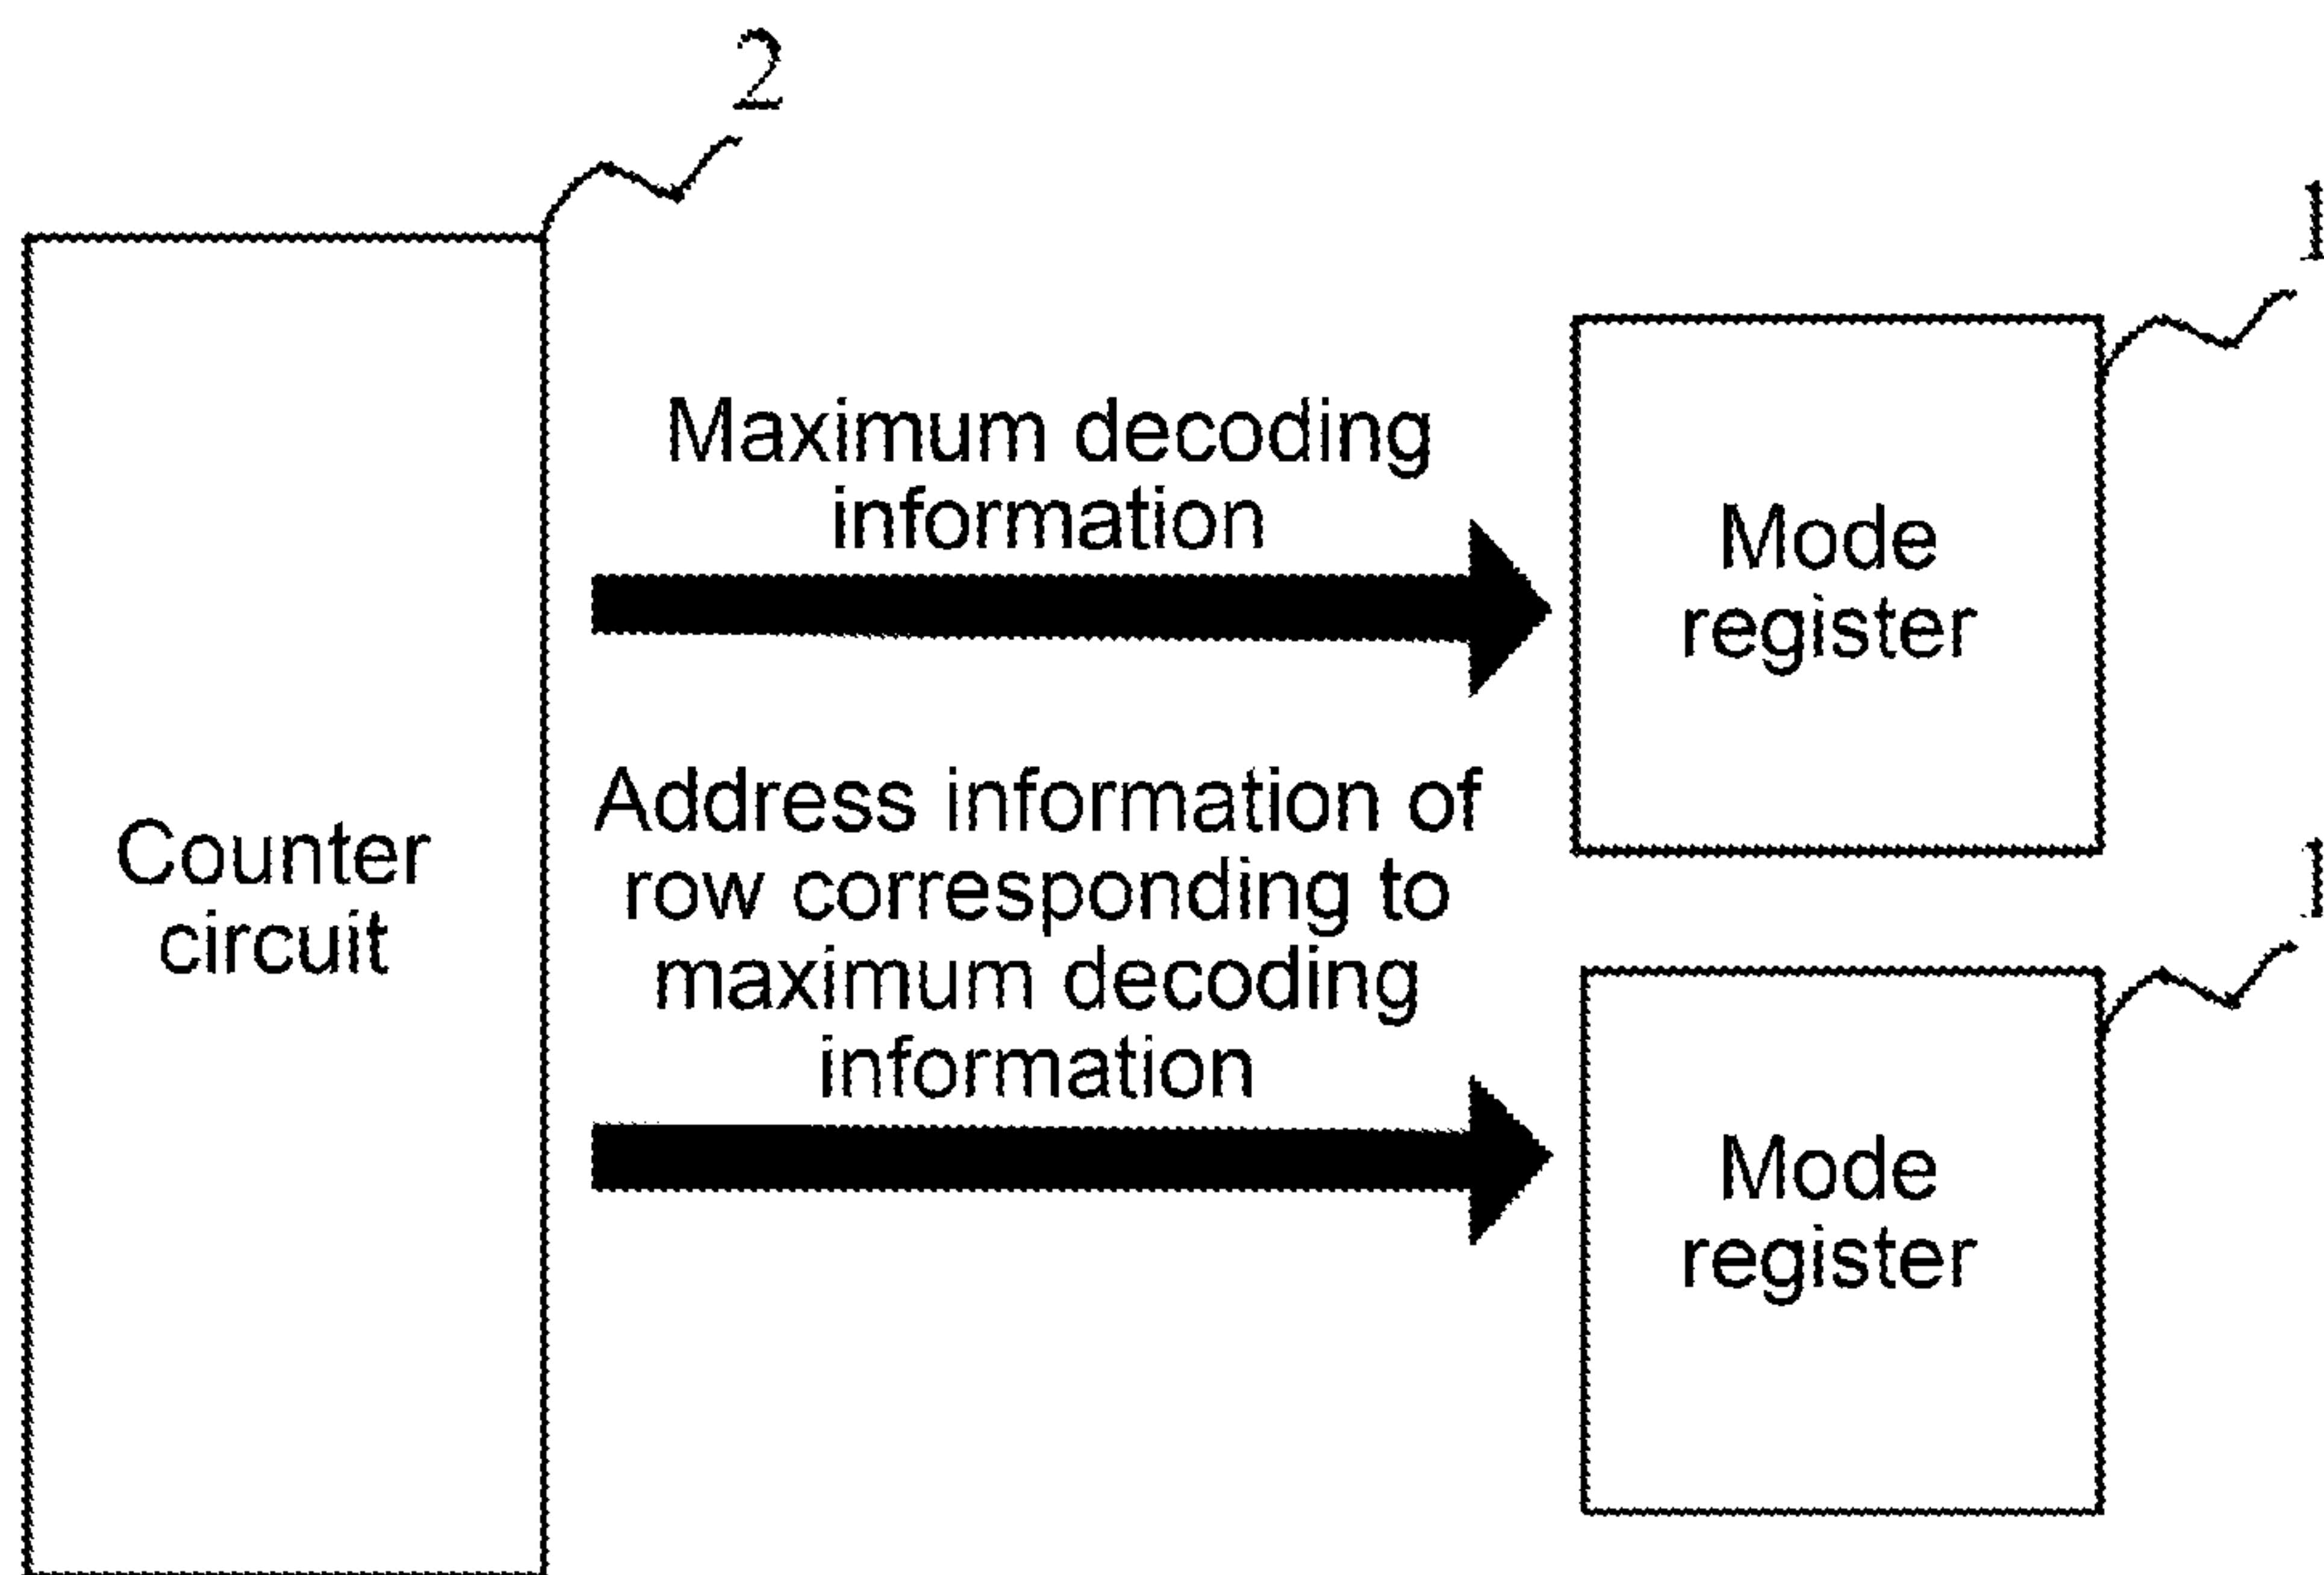 2
1
Maximum decoding
information
Mode
register
Address information of
row corresponding to
maximum decoding
information
Counter
circuit
1
Mode
register